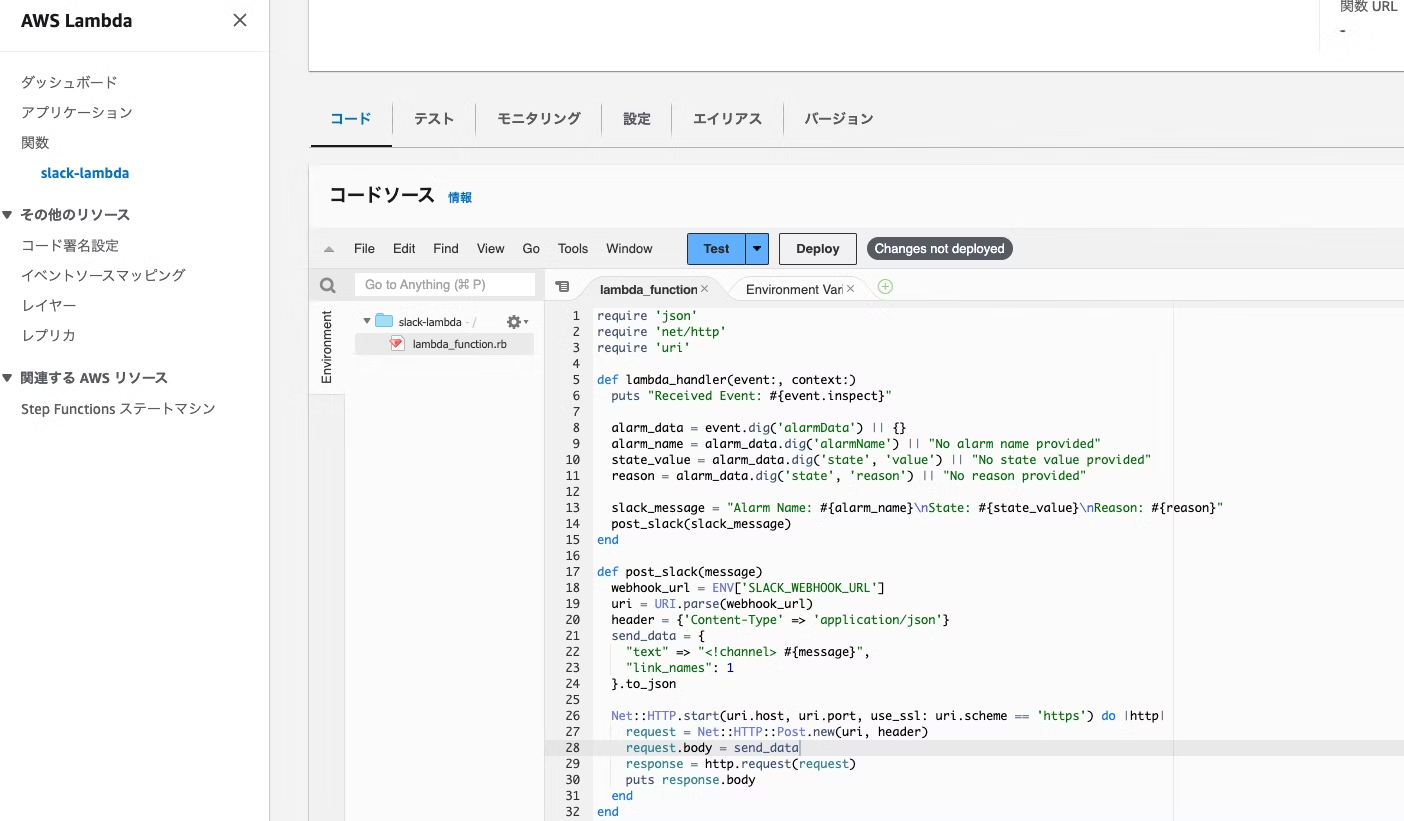 AWS Lambda
ダッシュボード
アプリケーション
関数
slack-lambda
その他のリソース
コード署名設定
イベントソースマッピング
レイヤー
レプリカ
関連する AWS リソース
Step Functions ステートマシン
関数 URL
-
コード テスト モニタリング 設定 エイリアス バージョン
コードソース 情報
File Edit Find View Go Tools Window Test Deploy Changes not deployed
Go to Anything (⌘ P)
lambda_function Environment Vari
Environment
slack-lambda - /
lambda_function.rb
1 require 'json'
2 require 'net/http'
3 require 'uri'
4
5 def lambda_handler(event:, context:)
6   puts "Received Event: #{event.inspect}"
7
8   alarm_data = event.dig('alarmData') || {}
9   alarm_name = alarm_data.dig('alarmName') || "No alarm name provided"
10   state_value = alarm_data.dig('state', 'value') || "No state value provided"
11   reason = alarm_data.dig('state', 'reason') || "No reason provided"
12
13   slack_message = "Alarm Name: #{alarm_name}\nState: #{state_value}\nReason: #{reason}"
14   post_slack(slack_message)
15 end
16
17 def post_slack(message)
18   webhook_url = ENV['SLACK_WEBHOOK_URL']
19   uri = URI.parse(webhook_url)
20   header = {'Content-Type' => 'application/json'}
21   send_data = {
22     "text" => "<!channel> #{message}",
23     "link_names": 1
24   }.to_json
25
26   Net::HTTP.start(uri.host, uri.port, use_ssl: uri.scheme == 'https') do |http|
27     request = Net::HTTP::Post.new(uri, header)
28     request.body = send_data
29     response = http.request(request)
30     puts response.body
31   end
32 end